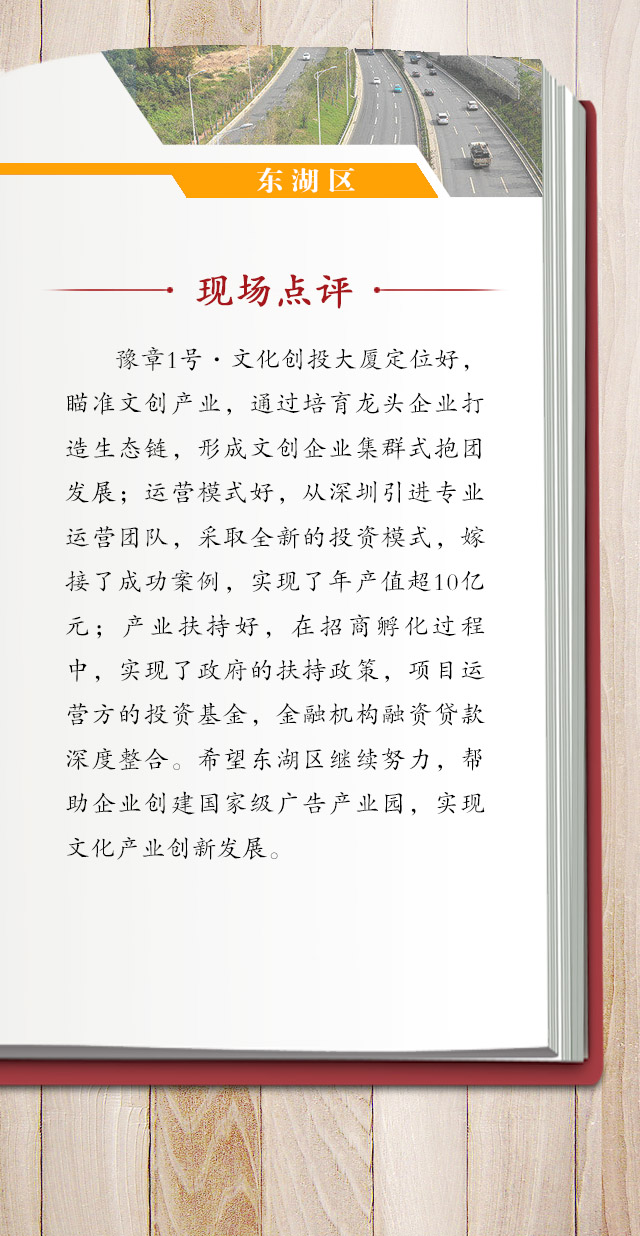 东湖区
现场点评
豫章1号·文化创投大厦定位好，
瞄准文创产业，通过培育龙头企业打
造生态链，形成文创企业集群式抱团
发展；运营模式好，从深圳引进专业
运营团队，采取全新的投资模式，嫁
接了成功案例，实现了年产值超10亿
元；产业扶持好，在招商孵化过程
中，实现了政府的扶持政策，项目运
营方的投资基金，金融机构融资贷款
深度整合。希望东湖区继续努力，帮
助企业创建国家级广告产业园，实现
文化产业创新发展。